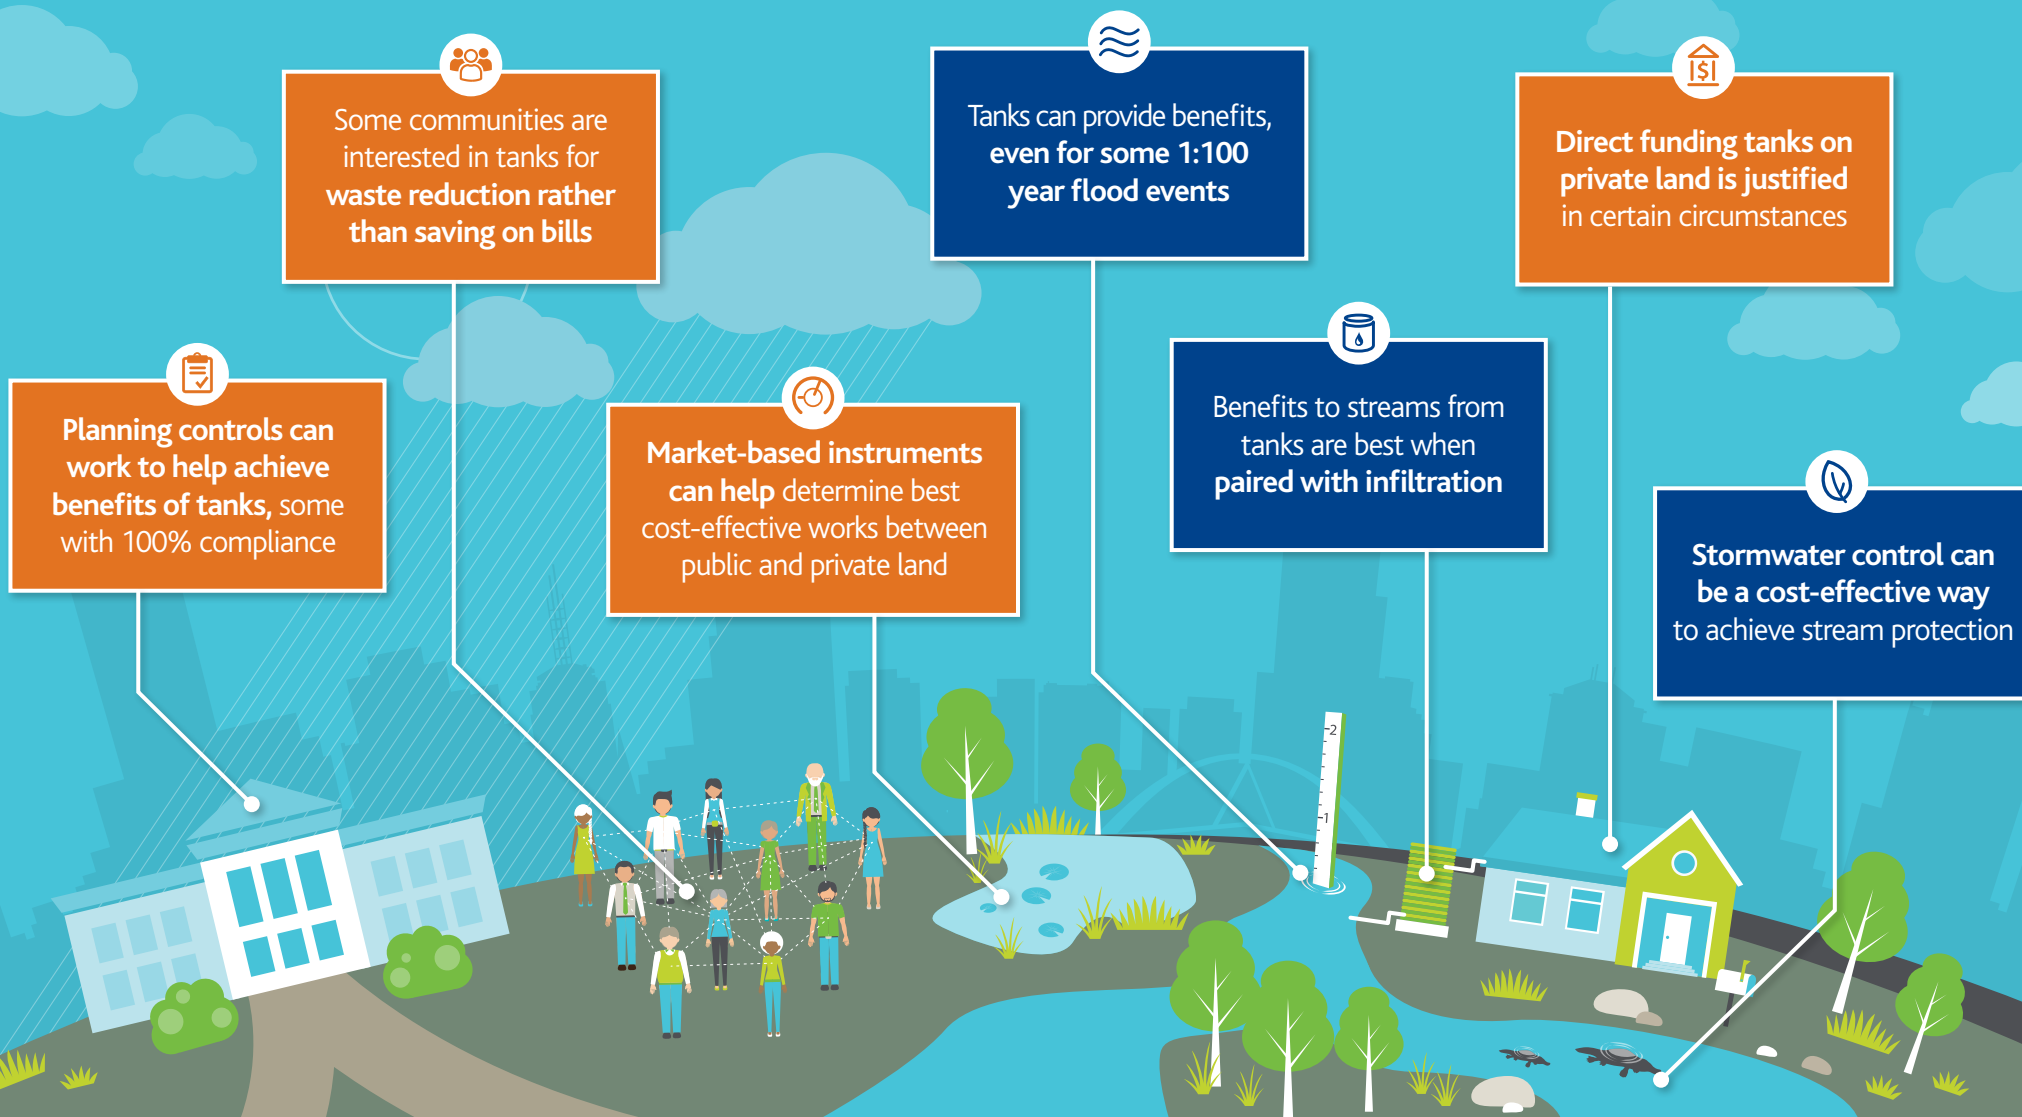 Some communities are
interested in tanks for
waste reduction rather
than saving on bills
Tanks can provide benefits,
even for some 1:100
year flood events
$
Direct funding tanks on
private land is justified
in certain circumstances
Planning controls can
work to help achieve
benefits of tanks, some
with 100% compliance
Market-based instruments
can help determine best
cost-effective works between
public and private land
Benefits to streams from
tanks are best when
paired with infiltration
Stormwater control can
be a cost-effective way
to achieve stream protection
2
1